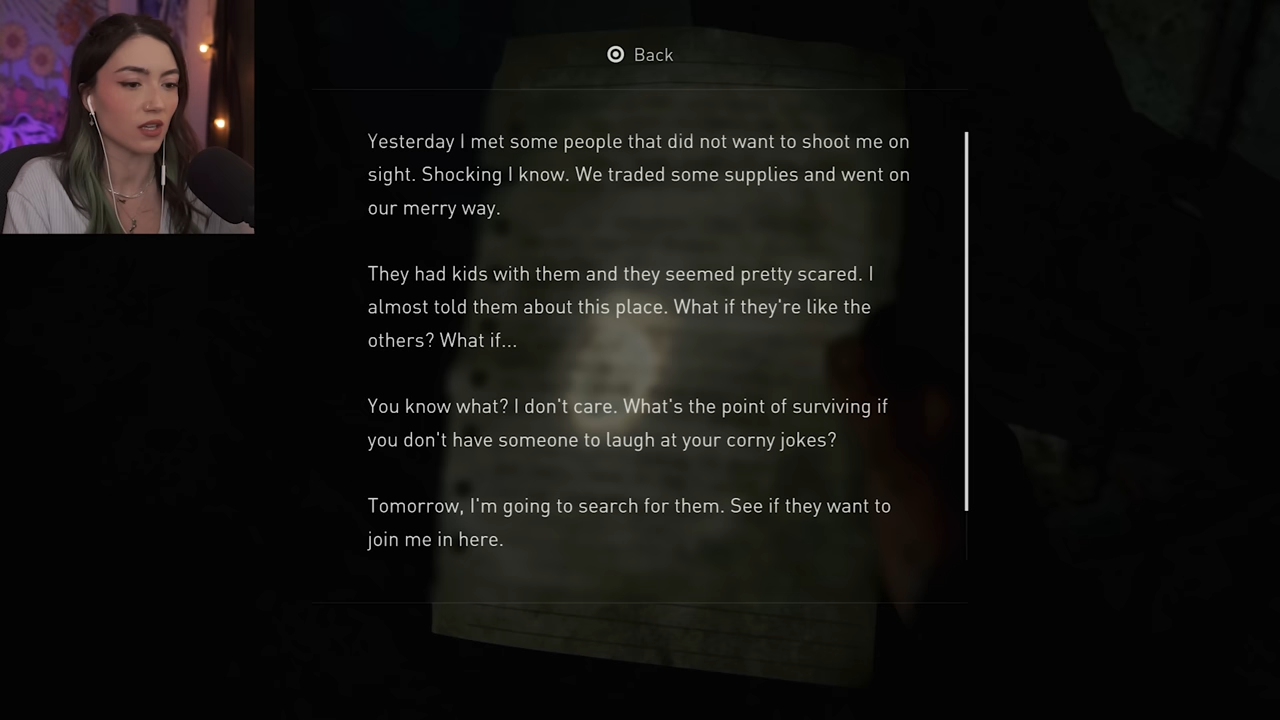 Back
Yesterday I met some people that did not want to shoot me on
sight. Shocking I know. We traded some supplies and went on
our merry way.
They had kids with them and they seemed pretty scared. I
almost told them about this place. What if they're like the
others? What if...
You know what? I don't care. What's the point of surviving if
you don't have someone to laugh at your corny jokes?
Tomorrow, I'm going to search for them. See if they want to
join me in here.